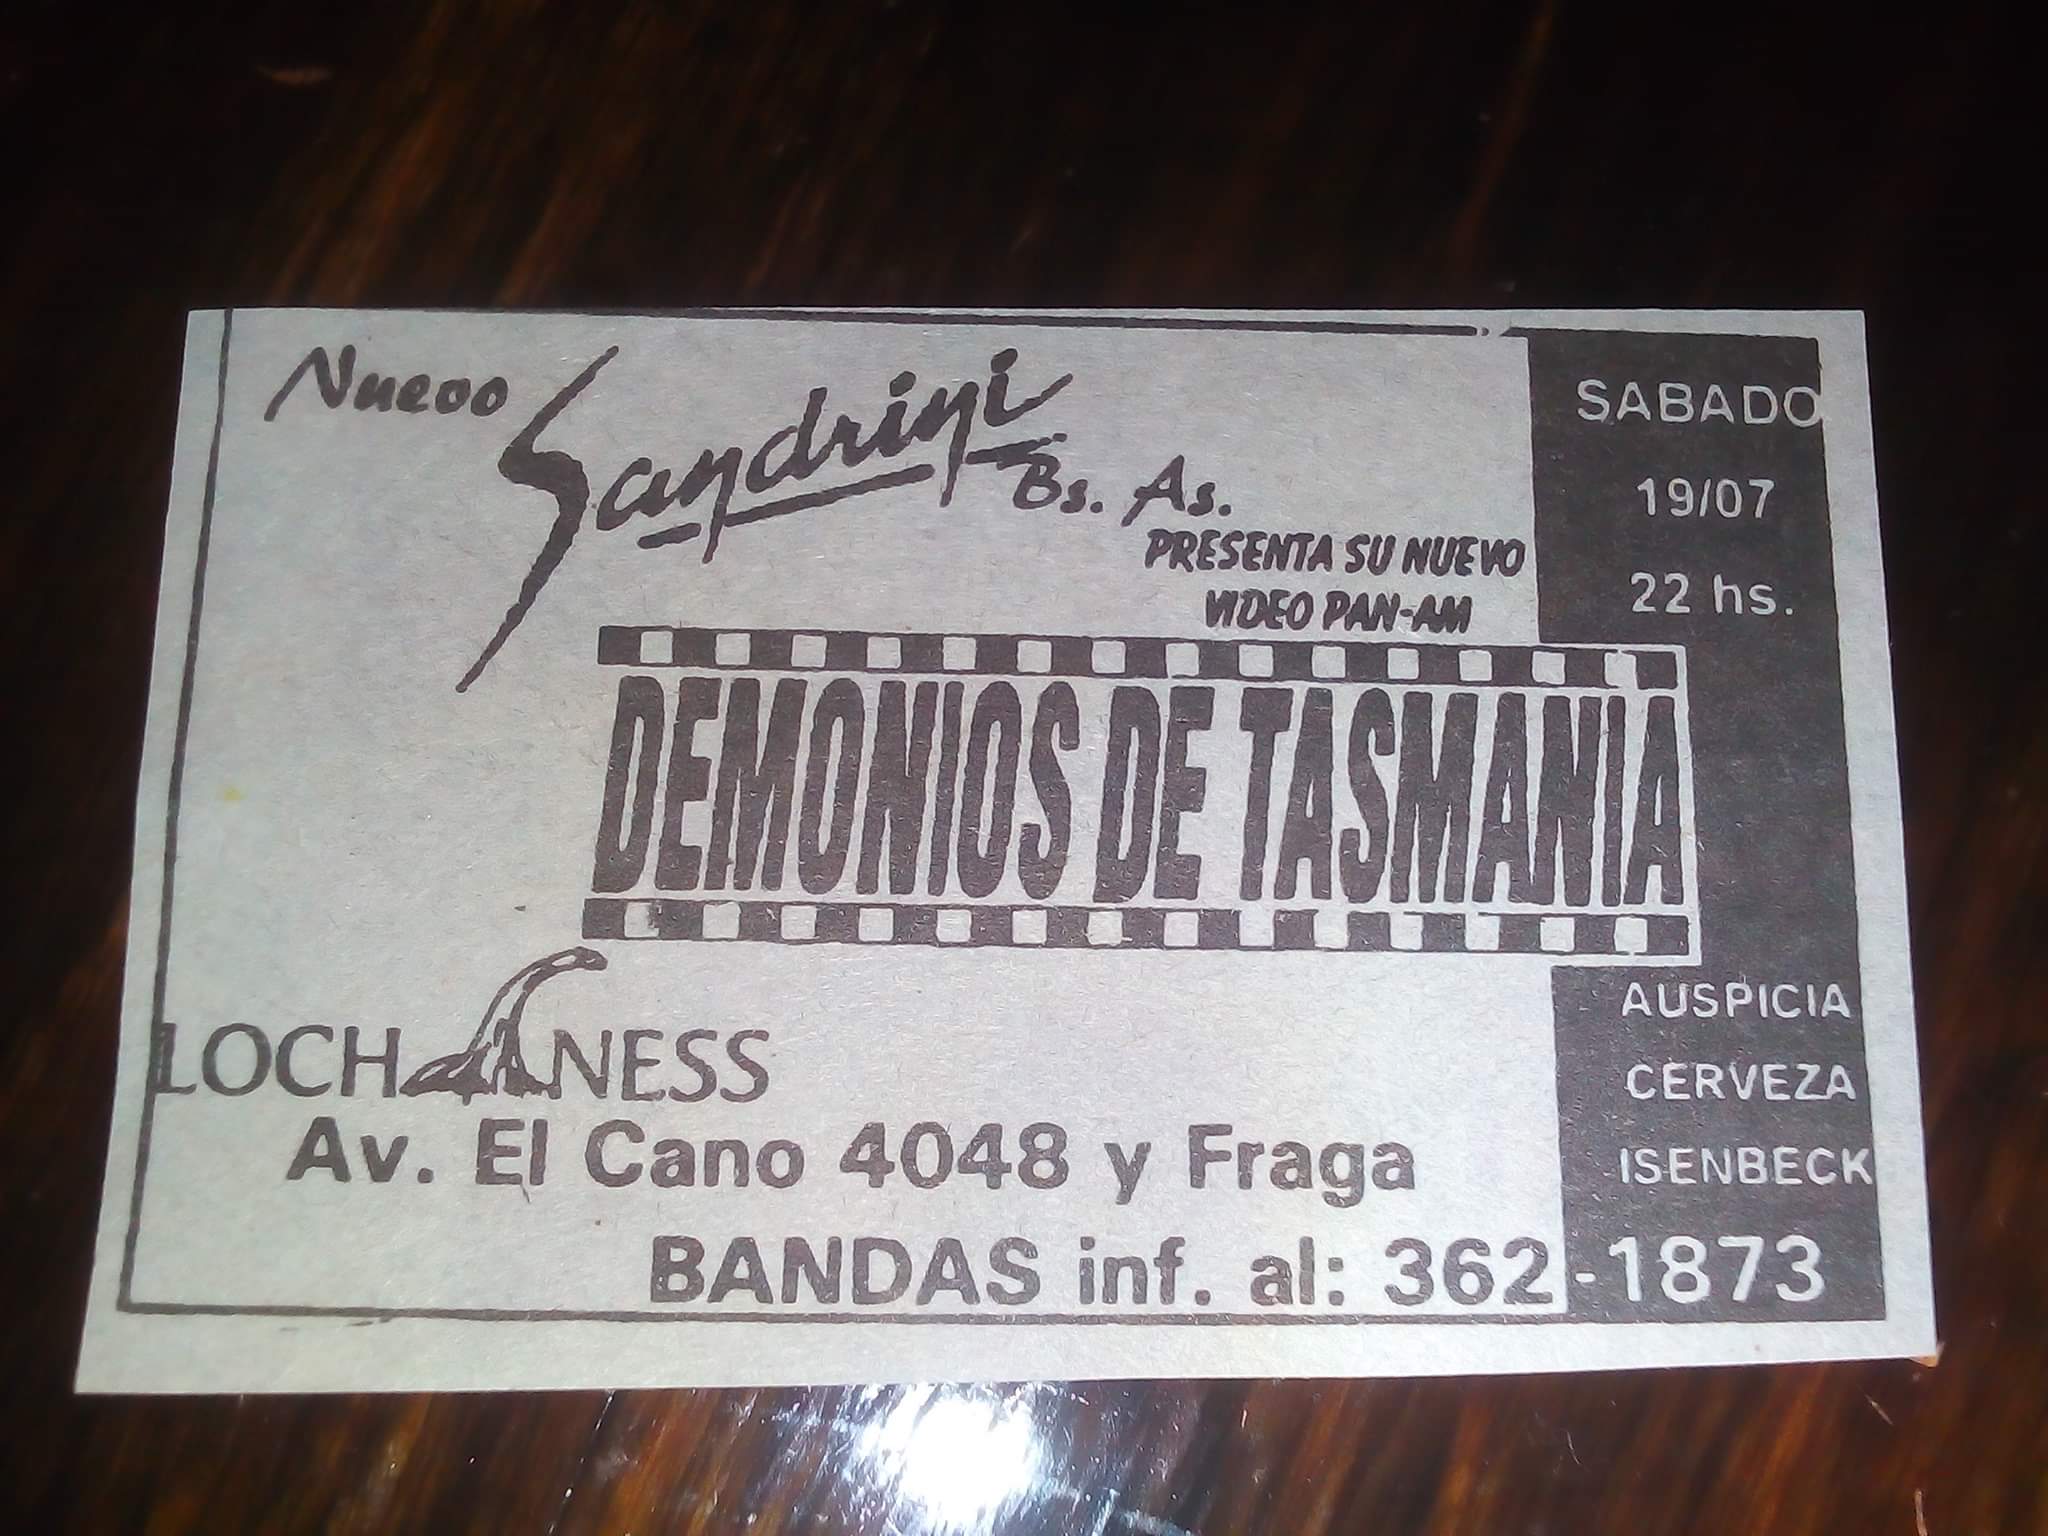 Nuevo Sandrini
Bs. As.
PRESENTA SU NUEVO
VIDEO PAN-AM
DEMONIOS DE TASMANIA
SABADO
19/07
22 hs.
LOCH NESS
Av. El Cano 4048 y Fraga
BANDAS inf. al: 362-1873
AUSPICIA
CERVEZA
ISENBECK